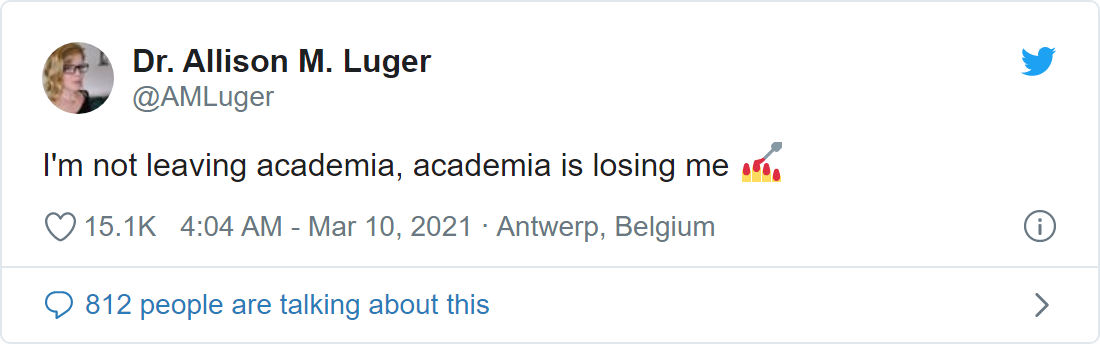 Dr. Allison M. Luger
@AMLuger
I'm not leaving academia, academia is losing me 💅
15.1K 4:04 AM - Mar 10, 2021 · Antwerp, Belgium
812 people are talking about this